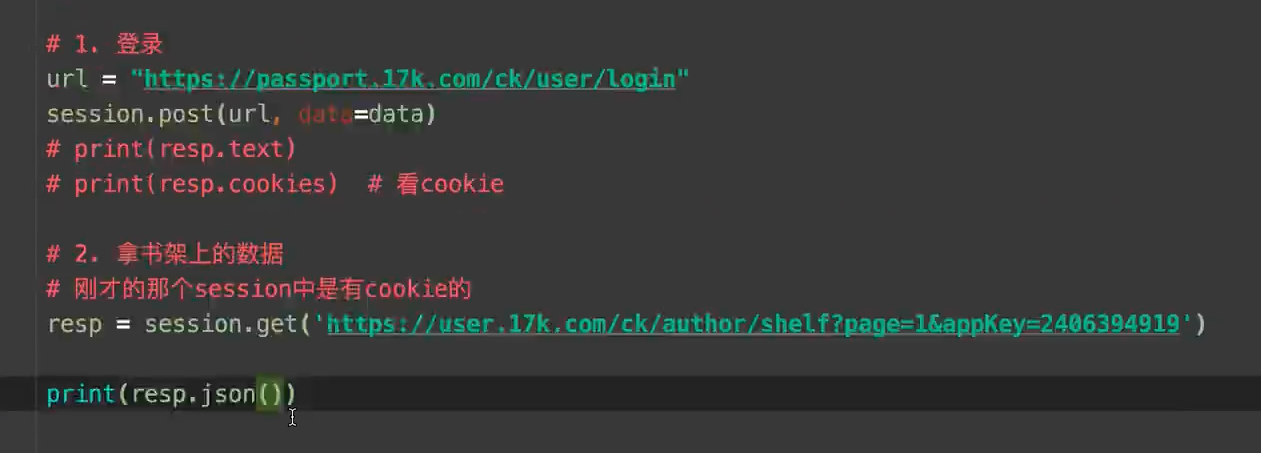 # 1. 登录
url = "https://passport.17k.com/ck/user/login"
session.post(url, data=data)
# print(resp.text)
# print(resp.cookies)  # 看cookie
# 2. 拿书架上的数据
# 刚才的那个session中是有cookie的
resp = session.get('https://user.17k.com/ck/author/shelf?page=1&appKey=2406394919')
print(resp.json())